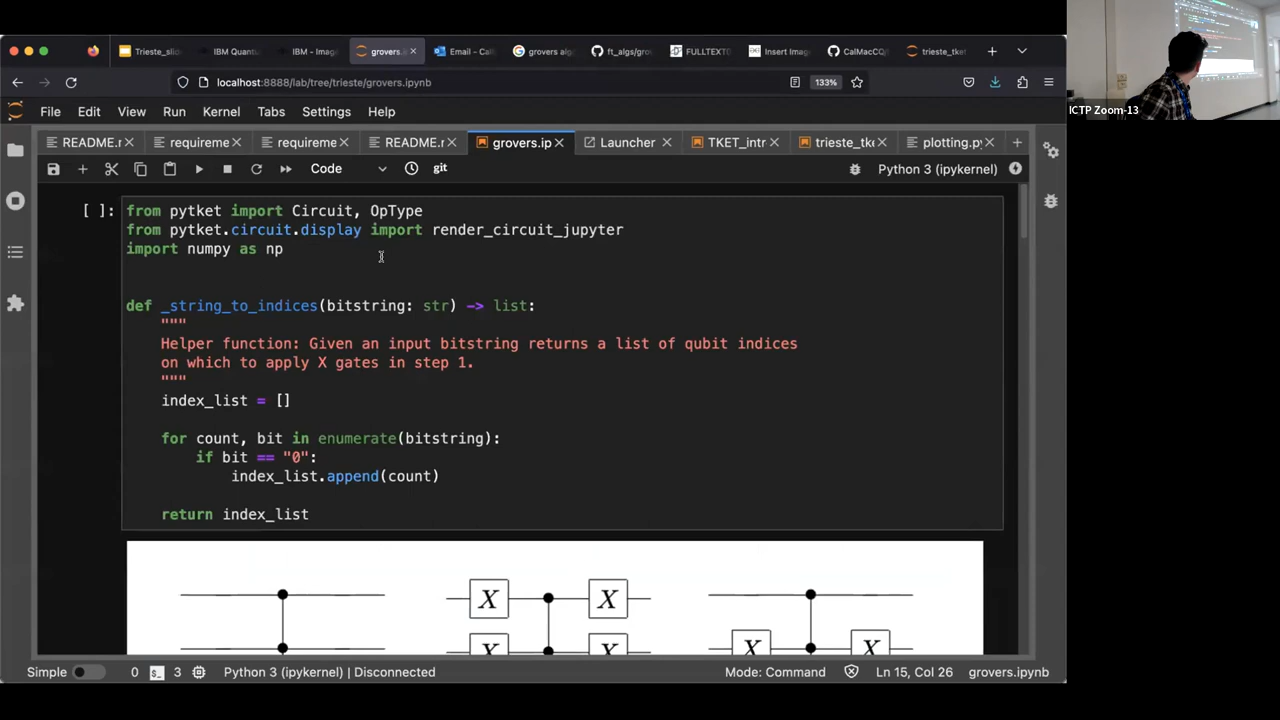 Trieste_slid
IBM Quantu
IBM - Image
grovers.i
Email – Cal
grovers alg
ft_algs/gro
FULLTEXT0
Insert Imag
CalMacCQ/
trieste_tket
localhost:8888/lab/tree/trieste/grovers.ipynb
133%
ICTP Zoom-13
File Edit View Run Kernel Tabs Settings Help
README.r
requireme
requireme
README.r
grovers.ip
Launcher
TKET_intr
trieste_tke
plotting.py
Code
git
Python 3 (ipykernel)
[ ]:
from pytket import Circuit, OpType
from pytket.circuit.display import render_circuit_jupyter
import numpy as np
def _string_to_indices(bitstring: str) -> list:
"""
Helper function: Given an input bitstring returns a list of qubit indices
on which to apply X gates in step 1.
"""
index_list = []
for count, bit in enumerate(bitstring):
if bit == "0":
index_list.append(count)
return index_list
X X
X X X X
Simple 0 3 Python 3 (ipykernel) | Disconnected Mode: Command Ln 15, Col 26 grovers.ipynb